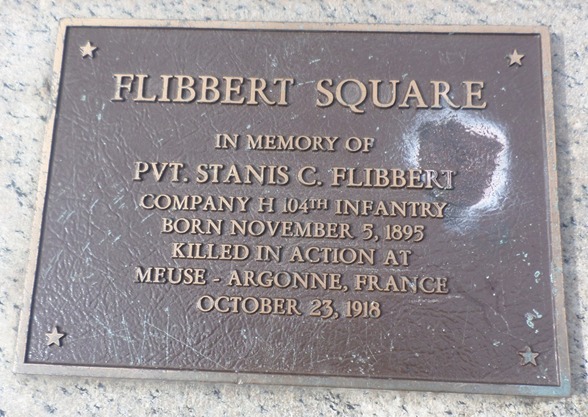 FLIBBERT SQUARE
IN MEMORY OF
PVT. STANIS C. FLIBBERT
COMPANY H 104TH INFANTRY
BORN NOVEMBER 5, 1895
KILLED IN ACTION AT
MEUSE - ARGONNE, FRANCE
OCTOBER 23, 1918